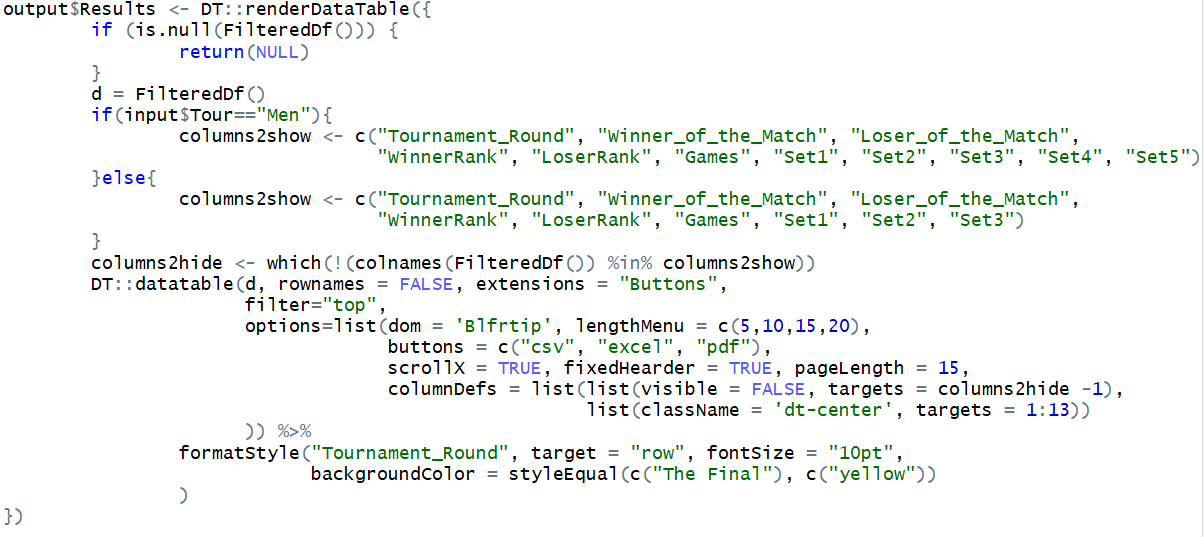 output$Results <- DT::renderDataTable({
        if (is.null(FilteredDf())) {
                return(NULL)
        }
        d = FilteredDf()
        if(input$Tour=="Men"){
                columns2show <- c("Tournament_Round", "Winner_of_the_Match", "Loser_of_the_Match",
                                  "WinnerRank", "LoserRank", "Games", "Set1", "Set2", "Set3", "Set4", "Set5")
        }else{
                columns2show <- c("Tournament_Round", "Winner_of_the_Match", "Loser_of_the_Match",
                                  "WinnerRank", "LoserRank", "Games", "Set1", "Set2", "Set3")
        }
        columns2hide <- which(!(colnames(FilteredDf()) %in% columns2show))
        DT::datatable(d, rownames = FALSE, extensions = "Buttons",
                      filter="top",
                      options=list(dom = 'Blfrtip', lengthMenu = c(5,10,15,20),
                                   buttons = c("csv", "excel", "pdf"),
                                   scrollX = TRUE, fixedHearder = TRUE, pageLength = 15,
                                   columnDefs = list(list(visible = FALSE, targets = columns2hide -1),
                                                     list(className = 'dt-center', targets = 1:13))
                      )) %>%
                formatStyle("Tournament_Round", target = "row", fontSize = "10pt",
                            backgroundColor = styleEqual(c("The Final"), c("yellow"))
                )
})